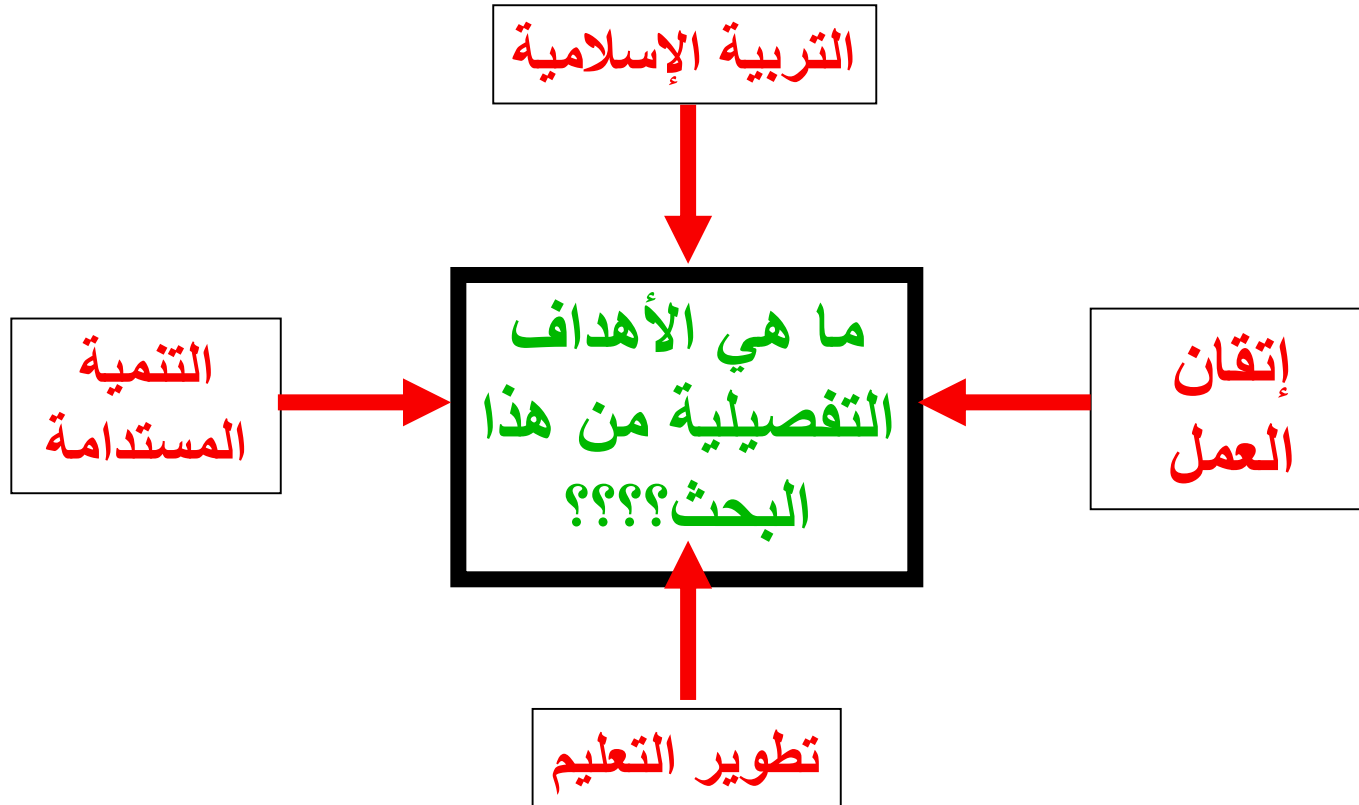 التربية الإسلامية
ما هي الأهداف
التفصيلية من هذا
البحث؟؟؟؟
إتقان
العمل
التنمية
المستدامة
تطوير التعليم